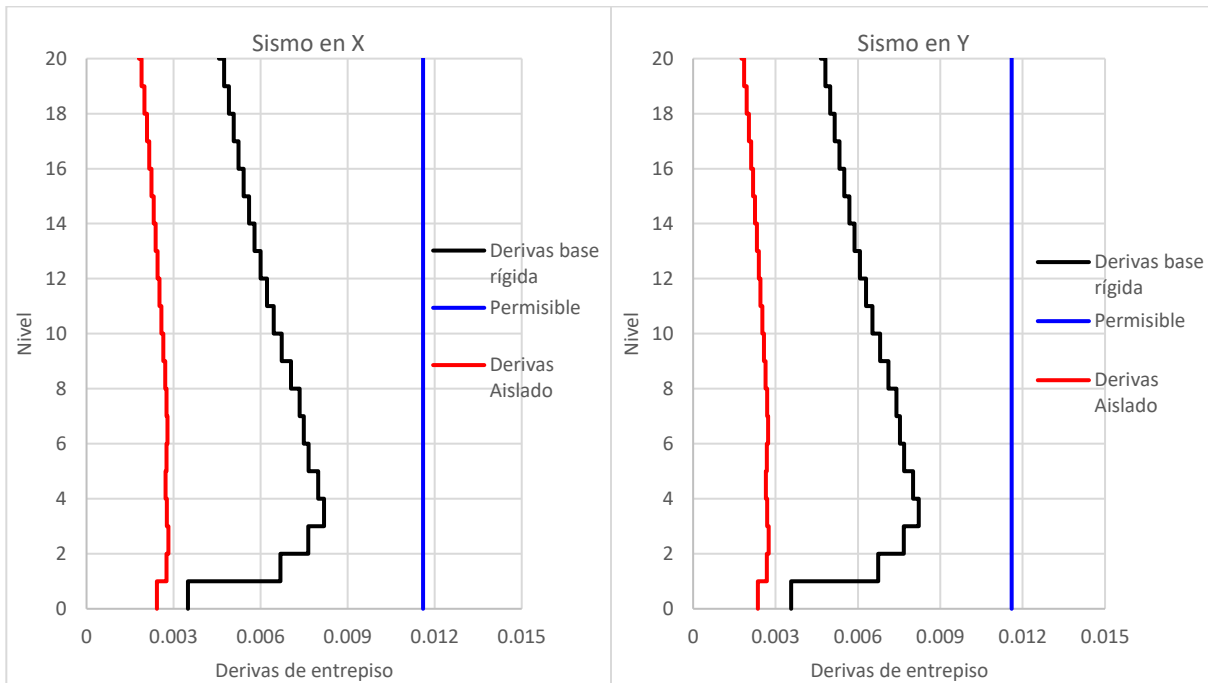 Sismo en X
20
18
16
14
12
10
8
6
4
2
0
Nivel
0
0.003
0.006
0.009
0.012
0.015
Derivas de entrepiso
Derivas base
rígida
Permisible
Derivas
Aislado
Sismo en Y
20
18
16
14
12
10
8
6
4
2
0
Nivel
0
0.003
0.006
0.009
0.012
0.015
Derivas de entrepiso
Derivas base
rígida
Permisible
Derivas
Aislado